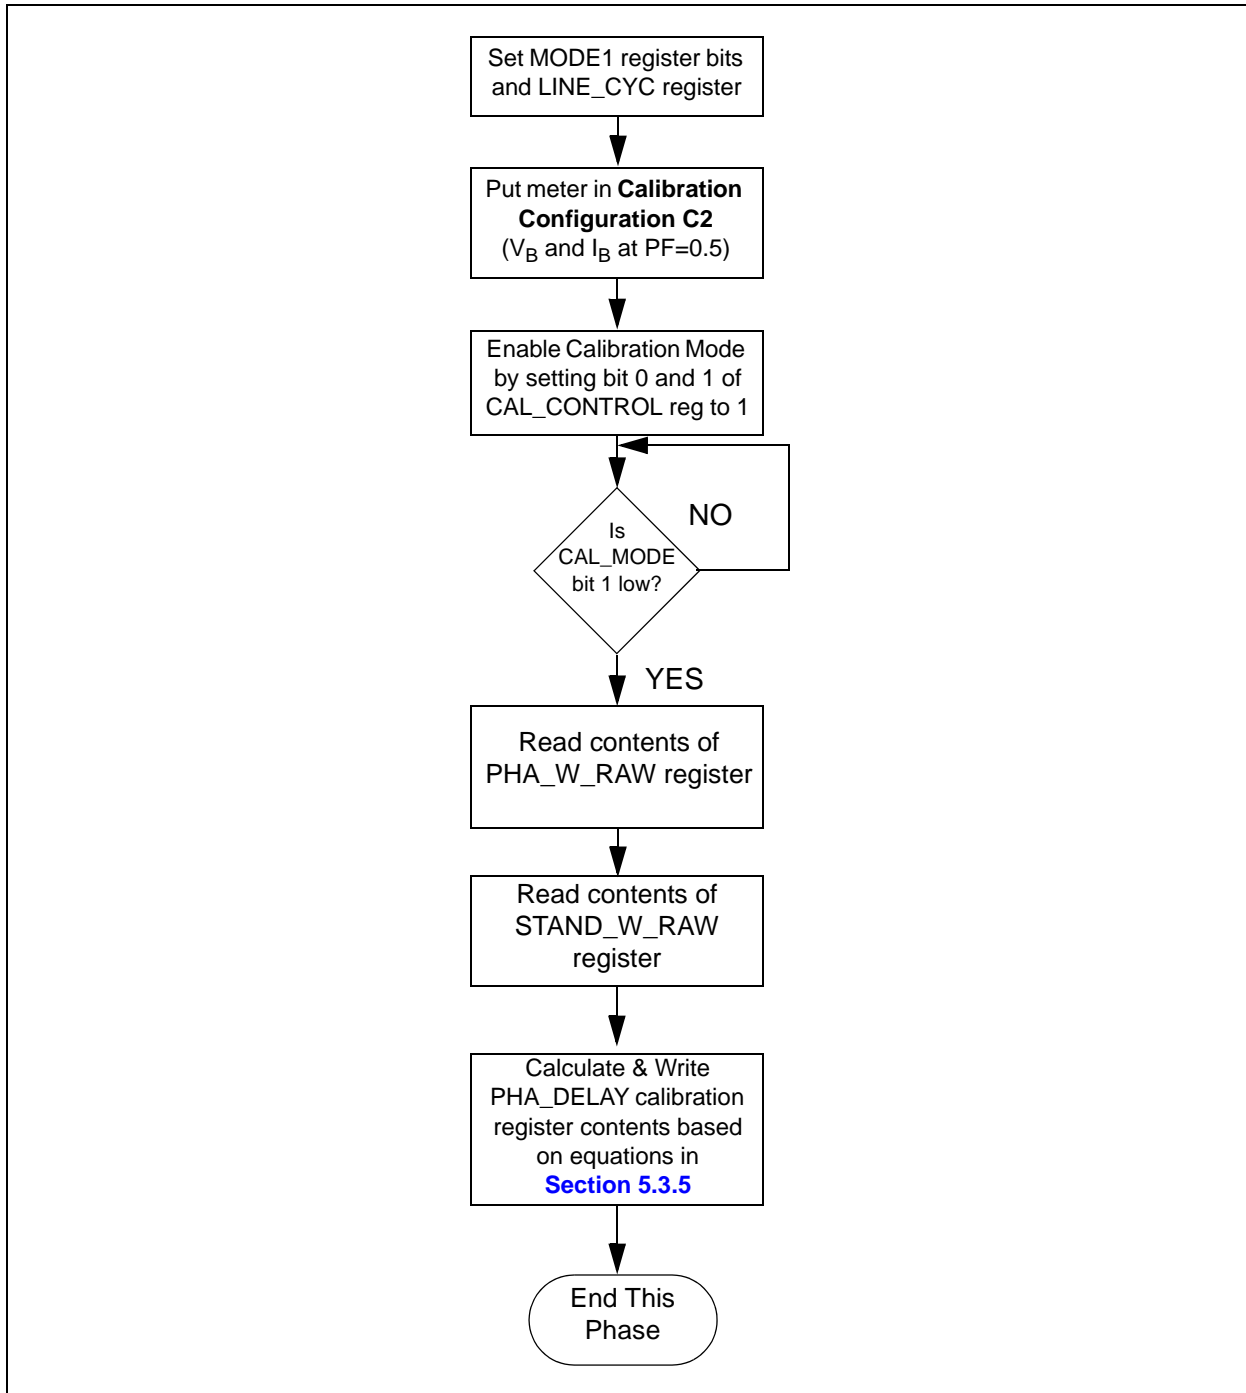 Set MODE1 register bits
and LINE_CYC register
Put meter in Calibration
Configuration C2
(VB and IB at PF=0.5)
Enable Calibration Mode
by setting bit 0 and 1 of
CAL_CONTROL reg to 1
NO
Is
CAL_MODE
bit 1 low?
YES
Read contents of
PHA_W_RAW register
Read contents of
STAND_W_RAW
register
Calculate & Write
PHA_DELAY calibration
register contents based
on equations in
Section 5.3.5
End This
Phase